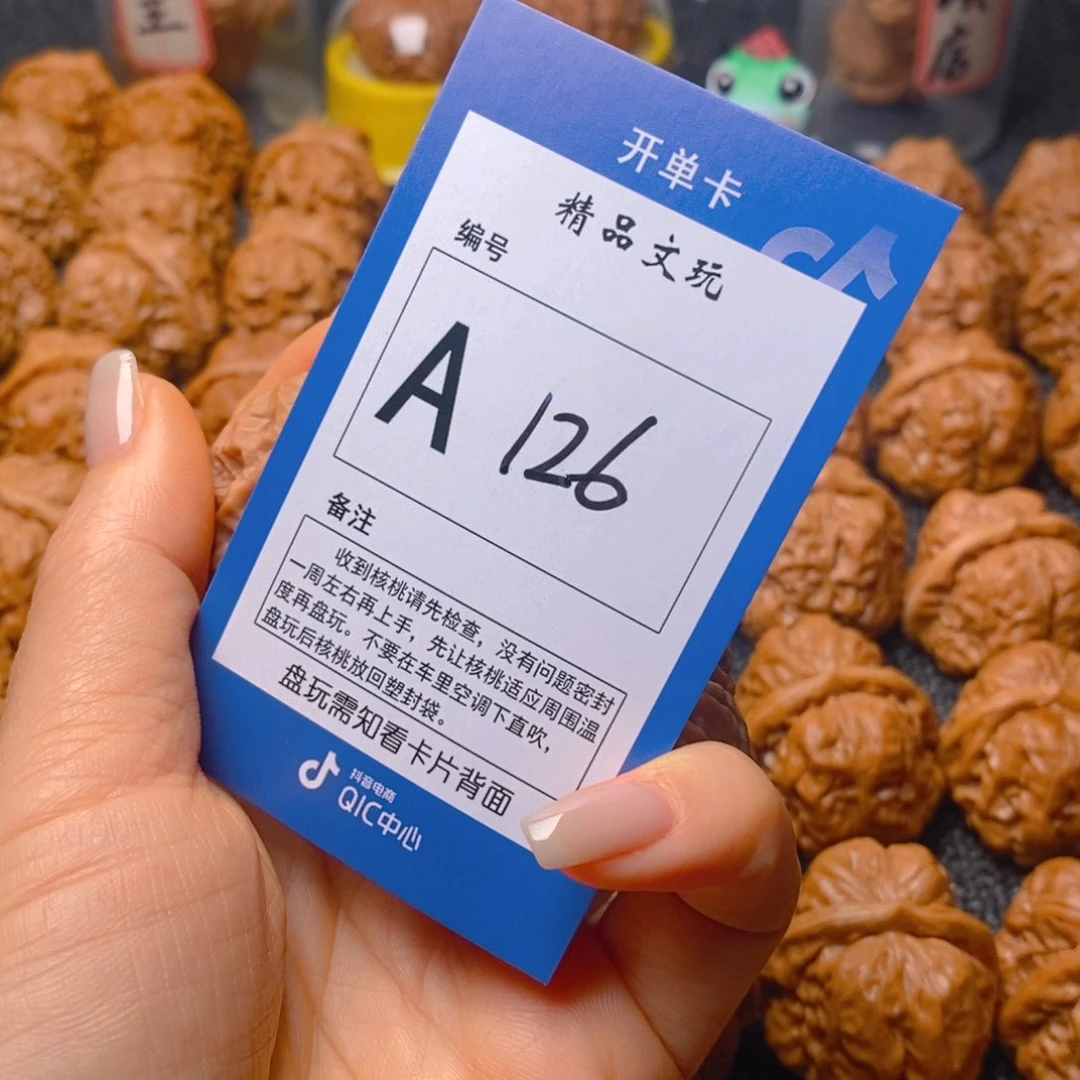 开单卡
精品文玩
编号
A 126
备注
收到核桃请先检查，没有问题密封
一周左右再上手，先让核桃适应周围温
度再盘玩。不要在车里空调下直吹，
盘玩后核桃放回塑封袋。
盘玩需知看卡片背面
抖音电商
QIC中心
店